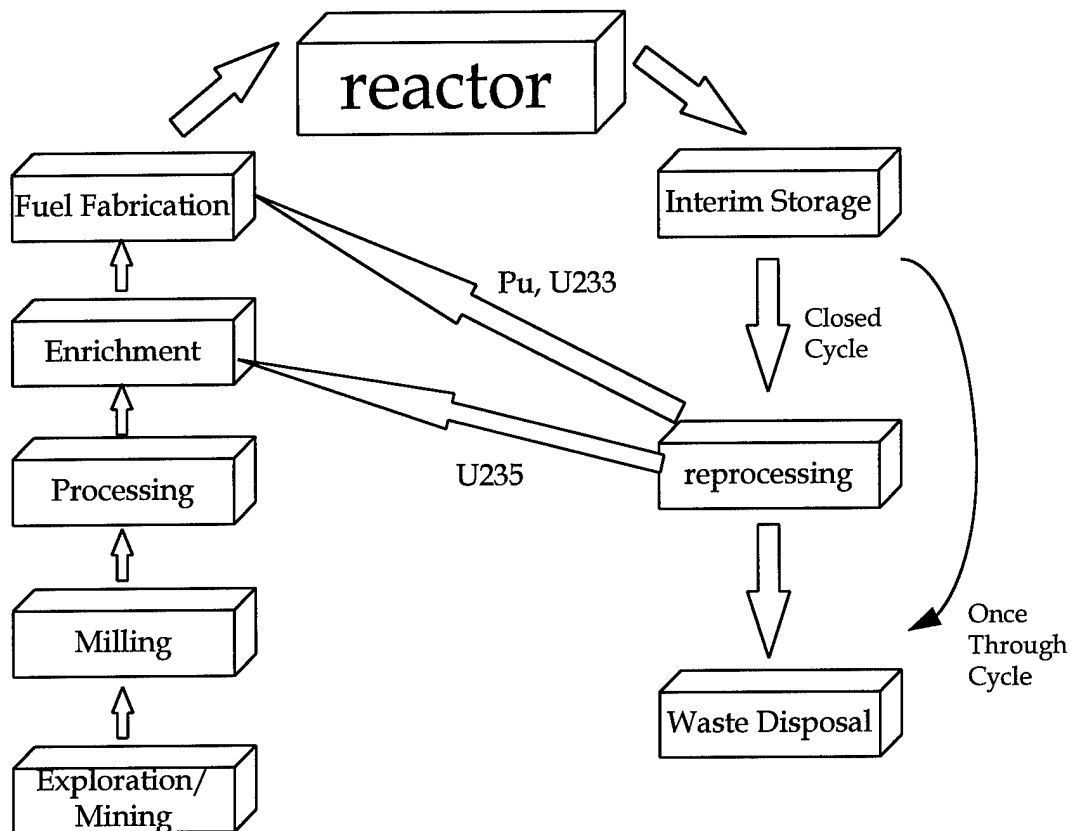 reactor
Fuel Fabrication
Interim Storage
Pu, U233
Closed
Cycle
Enrichment
U235
reprocessing
Processing
Once
Through
Cycle
Milling
Waste Disposal
Exploration/
Mining